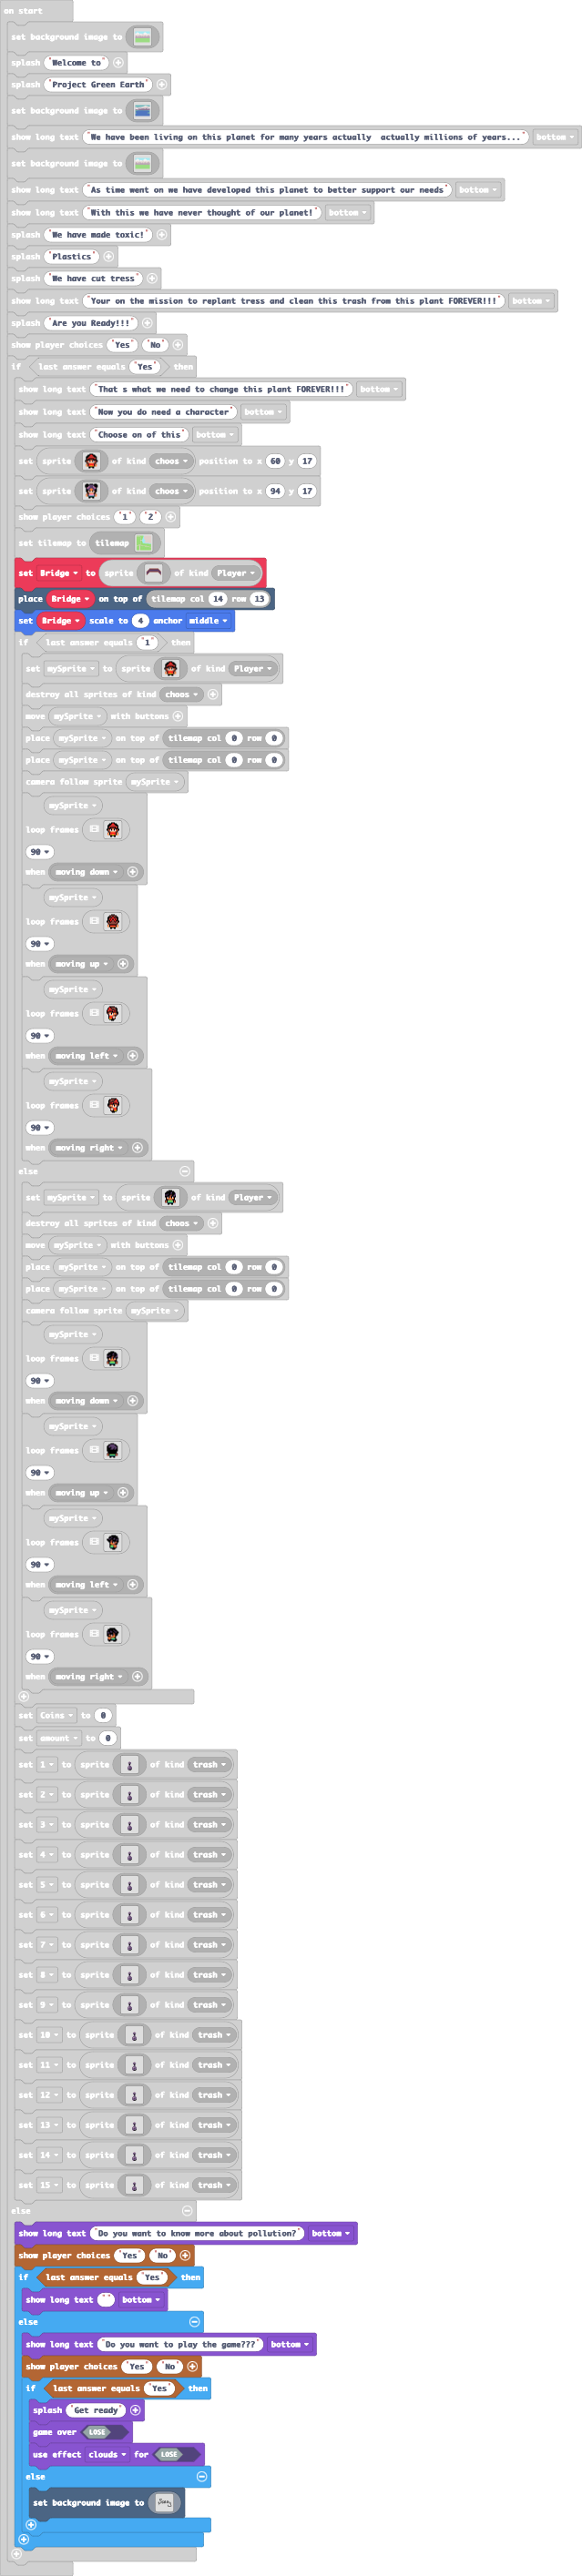 on start
set background image to
splash "Welcome to"
splash "Project Green Earth"
set background image to
show long text "We have been living on this planet for many years actually  actually millions of years..." bottom
set background image to
show long text "As time went on we have developed this planet to better support our needs" bottom
show long text "With this we have never thought of our planet!" bottom
splash "We have made toxic!"
splash "Plastics"
splash "We have cut tress"
show long text "Your on the mission to replant tress and clean this trash from this plant FOREVER!!!" bottom
splash "Are you Ready!!!"
show player choices "Yes" "No"
if last answer equals "Yes" then
show long text "That s what we need to change this plant FOREVER!!!" bottom
show long text "Now you do need a character" bottom
show long text "Choose on of this" bottom
set sprite of kind choos position to x 60 y 17
set sprite of kind choos position to x 94 y 17
show player choices "1" "2"
set tilemap to tilemap
set Bridge to sprite of kind Player
place Bridge on top of tilemap col 14 row 13
set Bridge scale to 4 anchor middle
if last answer equals "1" then
set mySprite to sprite of kind Player
destroy all sprites of kind choos
move mySprite with buttons
place mySprite on top of tilemap col 0 row 0
place mySprite on top of tilemap col 0 row 0
camera follow sprite mySprite
mySprite
loop frames
90
when moving down
mySprite
loop frames
90
when moving up
mySprite
loop frames
90
when moving left
mySprite
loop frames
90
when moving right
else
set mySprite to sprite of kind Player
destroy all sprites of kind choos
move mySprite with buttons
place mySprite on top of tilemap col 0 row 0
place mySprite on top of tilemap col 0 row 0
camera follow sprite mySprite
mySprite
loop frames
90
when moving down
mySprite
loop frames
90
when moving up
mySprite
loop frames
90
when moving left
mySprite
loop frames
90
when moving right
set Coins to 0
set amount to 0
set 1 to sprite of kind trash
set 2 to sprite of kind trash
set 3 to sprite of kind trash
set 4 to sprite of kind trash
set 5 to sprite of kind trash
set 6 to sprite of kind trash
set 7 to sprite of kind trash
set 8 to sprite of kind trash
set 9 to sprite of kind trash
set 10 to sprite of kind trash
set 11 to sprite of kind trash
set 12 to sprite of kind trash
set 13 to sprite of kind trash
set 14 to sprite of kind trash
set 15 to sprite of kind trash
else
show long text "Do you want to know more about pollution?" bottom
show player choices "Yes" "No"
if last answer equals "Yes" then
show long text " " bottom
else
show long text "Do you want to play the game???" bottom
show player choices "Yes" "No"
if last answer equals "Yes" then
splash "Get ready"
game over LOSE
use effect clouds for LOSE
else
set background image to